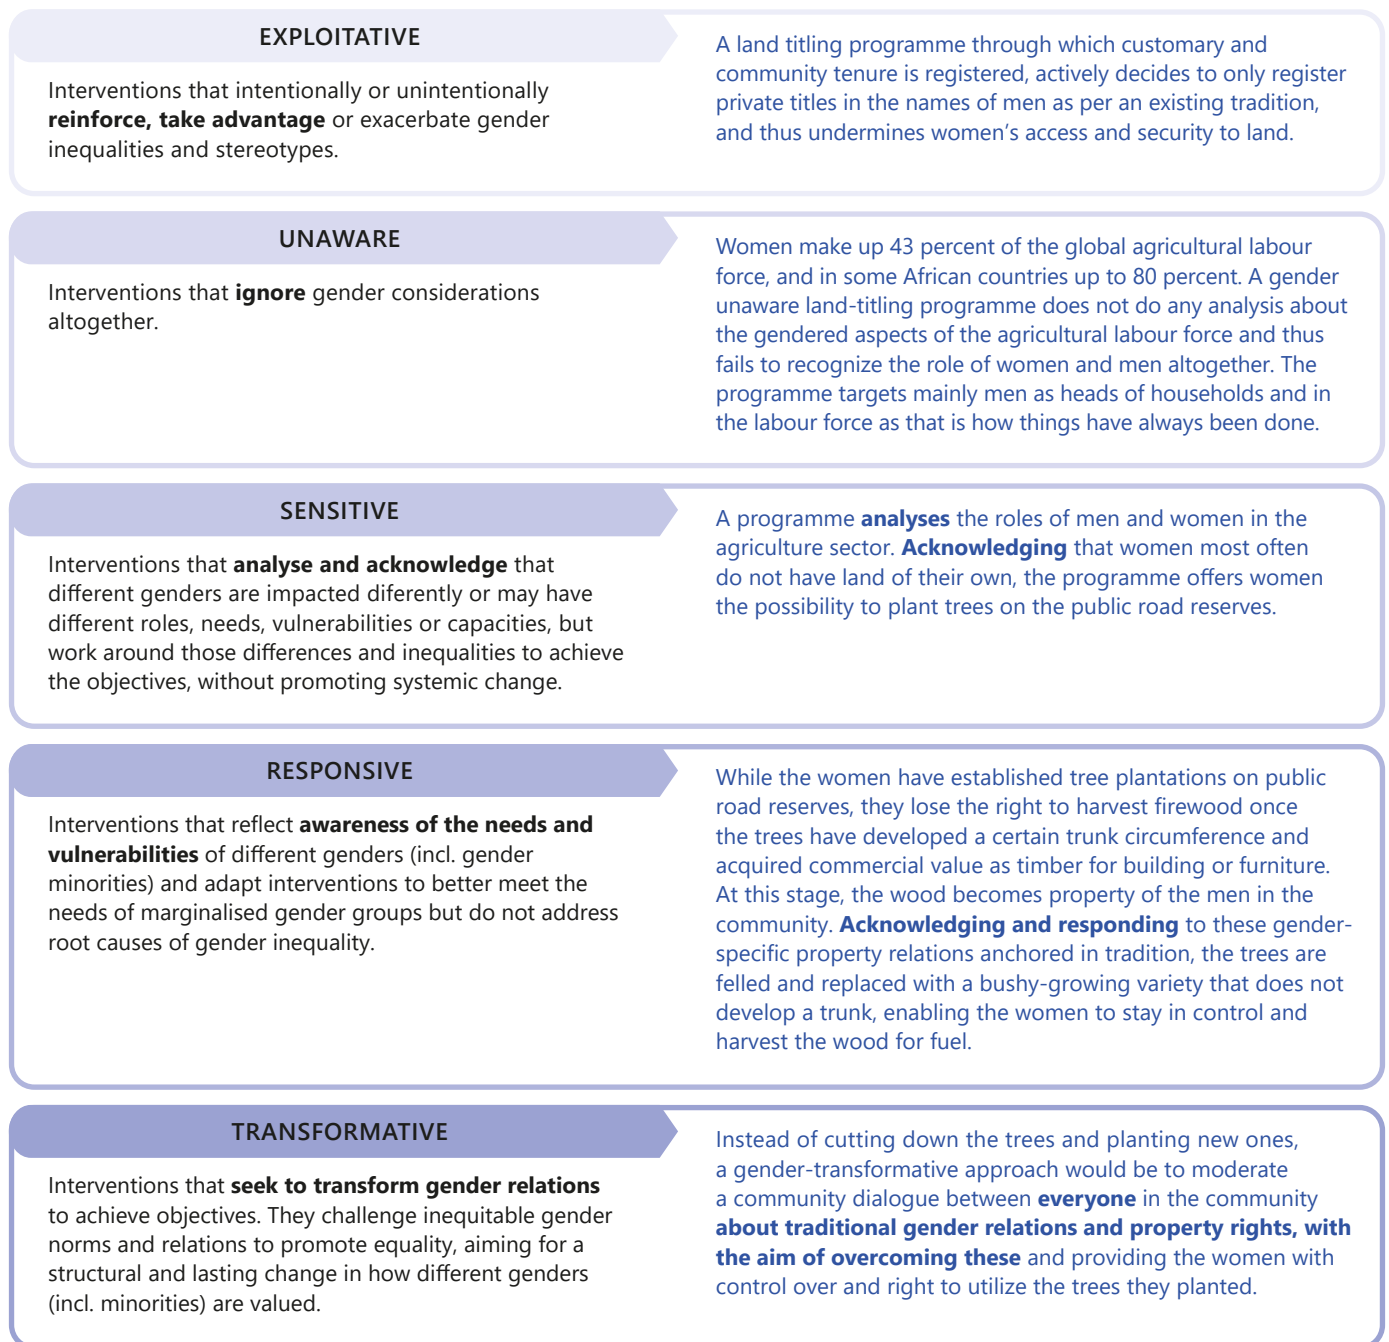 EXPLOITATIVE
Interventions that intentionally or unintentionally
reinforce, take advantage or exacerbate gender
inequalities and stereotypes.
A land titling programme through which customary and
community tenure is registered, actively decides to only register
private titles in the names of men as per an existing tradition,
and thus undermines women's access and security to land.
UNAWARE
Interventions that ignore gender considerations
altogether.
Women make up 43 percent of the global agricultural labour
force, and in some African countries up to 80 percent. A gender
unaware land-titling programme does not do any analysis about
the gendered aspects of the agricultural labour force and thus
fails to recognize the role of women and men altogether. The
programme targets mainly men as heads of households and in
the labour force as that is how things have always been done.
SENSITIVE
Interventions that analyse and acknowledge that
different genders are impacted diferently or may have
different roles, needs, vulnerabilities or capacities, but
work around those differences and inequalities to achieve
the objectives, without promoting systemic change.
A programme analyses the roles of men and women in the
agriculture sector. Acknowledging that women most often
do not have land of their own, the programme offers women
the possibility to plant trees on the public road reserves.
RESPONSIVE
Interventions that reflect awareness of the needs and
vulnerabilities of different genders (incl. gender
minorities) and adapt interventions to better meet the
needs of marginalised gender groups but do not address
root causes of gender inequality.
While the women have established tree plantations on public
road reserves, they lose the right to harvest firewood once
the trees have developed a certain trunk circumference and
acquired commercial value as timber for building or furniture.
At this stage, the wood becomes property of the men in the
community. Acknowledging and responding to these gender-
specific property relations anchored in tradition, the trees are
felled and replaced with a bushy-growing variety that does not
develop a trunk, enabling the women to stay in control and
harvest the wood for fuel.
TRANSFORMATIVE
Interventions that seek to transform gender relations
to achieve objectives. They challenge inequitable gender
norms and relations to promote equality, aiming for a
structural and lasting change in how different genders
(incl. minorities) are valued.
Instead of cutting down the trees and planting new ones,
a gender-transformative approach would be to moderate
a community dialogue between everyone in the community
about traditional gender relations and property rights, with
the aim of overcoming these and providing the women with
control over and right to utilize the trees they planted.